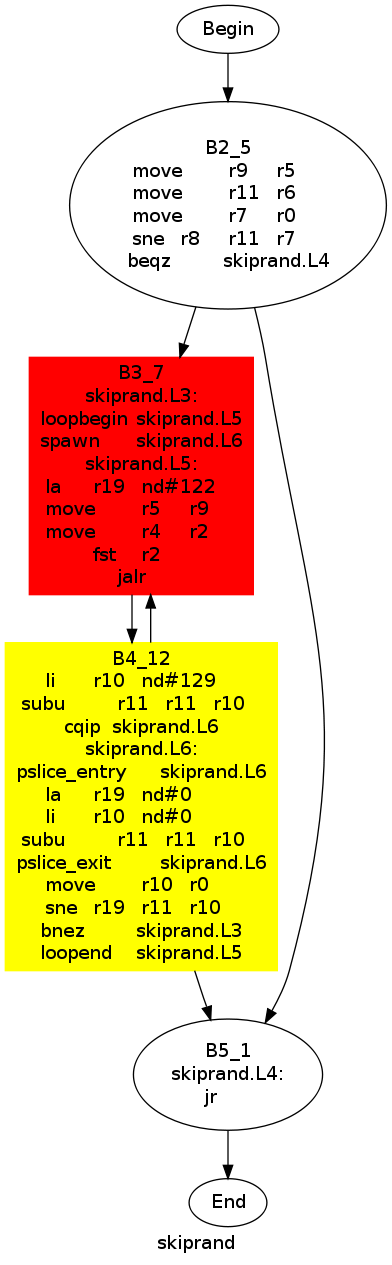 Begin
B2_5
move r9 r5
move r11 r6
move r7 r0
sne r8 r11 r7
beqz skiprand.L4
B3_7
skiprand.L3:
loopbegin skiprand.L5
spawn skiprand.L6
skiprand.L5:
la r19 nd#122
move r5 r9
move r4 r2
fst r2
jalr
B4_12
li r10 nd#129
subu r11 r11 r10
cqip skiprand.L6
skiprand.L6:
pslice_entry skiprand.L6
la r19 nd#0
li r10 nd#0
subu r11 r11 r10
pslice_exit skiprand.L6
move r10 r0
sne r19 r11 r10
bnez skiprand.L3
loopend skiprand.L5
B5_1
skiprand.L4:
jr
End
skiprand